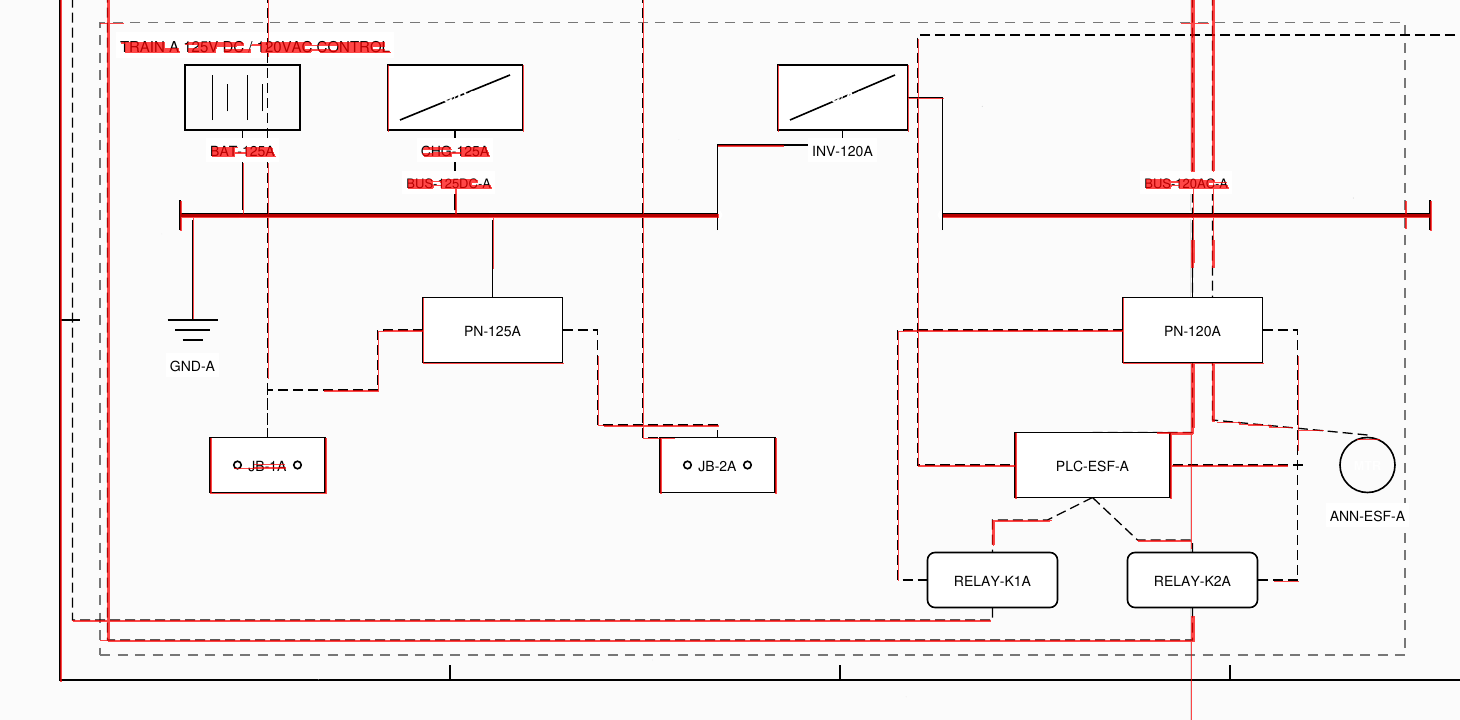 TRAIN A 125V DC / 120VAC CONTROL
BAT-125A
CHG-125A
INV-120A
BUS-125DC-A
BUS-120AC-A
PN-125A
PN-120A
GND-A
JB-1A
JB-2A
PLC-ESF-A
ANN-ESF-A
RELAY-K1A
RELAY-K2A